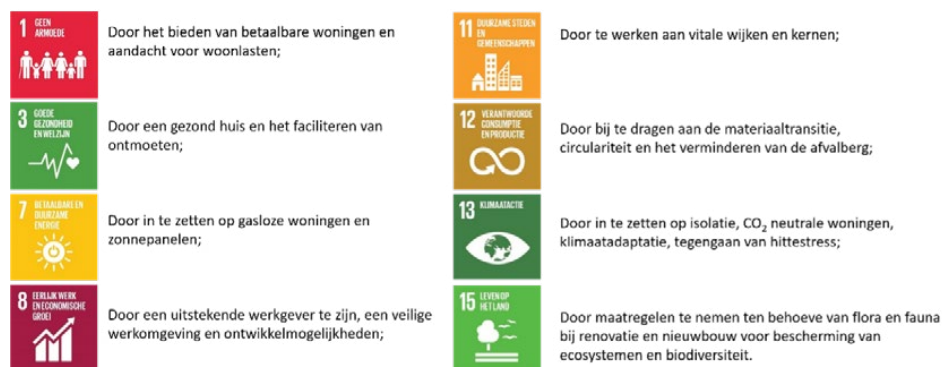 1 GEEN
ARMOEDE
Door het bieden van betaalbare woningen en
aandacht voor woonlasten;
3 GOEDE
GEZONDHEID
EN WELZIJN
Door een gezond huis en het faciliteren van
ontmoeten;
7 BETAALBARE EN
DUURZAME
ENERGIE
Door in te zetten op gasloze woningen en
zonnepanelen;
8 EERLIJK WERK
EN ECONOMISCHE
GROEI
Door een uitstekende werkgever te zijn, een veilige
werkomgeving en ontwikkelmogelijkheden;
11 DUURZAME STEDEN
EN
GEMEENSCHAPPEN
Door te werken aan vitale wijken en kernen;
12 VERANTWOORDE
CONSUMPTIE
EN PRODUCTIE
Door bij te dragen aan de materiaaltransitie,
circulariteit en het verminderen van de afvalberg;
13 KLIMAATACTIE
Door in te zetten op isolatie, CO₂ neutrale woningen,
klimaatadaptatie, tegengaan van hittestress;
15 LEVEN OP
HET LAND
Door maatregelen te nemen ten behoeve van flora en fauna
bij renovatie en nieuwbouw voor bescherming van
ecosystemen en biodiversiteit.